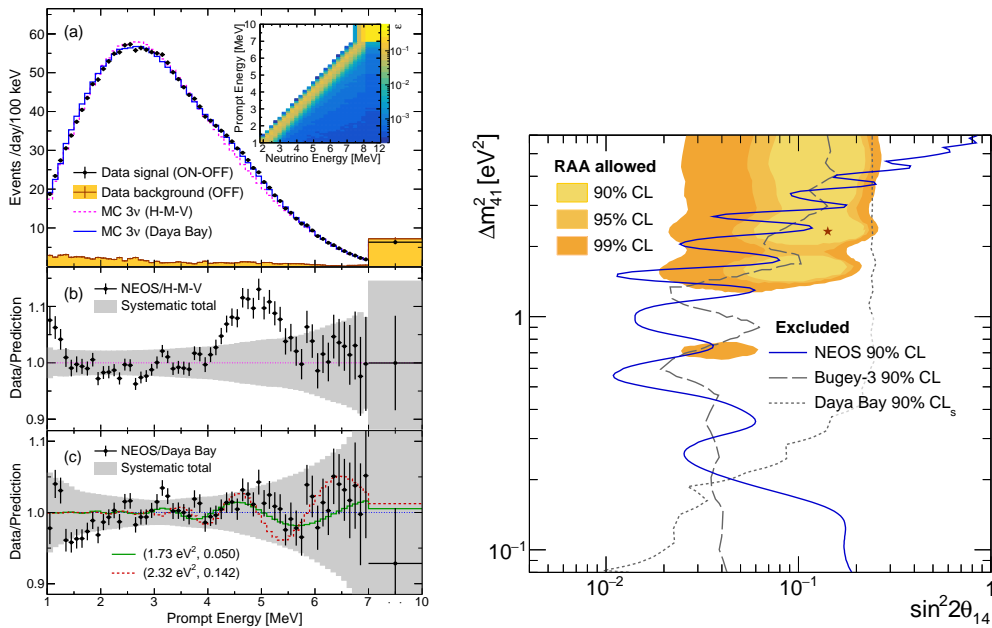 (a)
Events /day/100 keV
60
50
40
30
20
10
Data signal (ON-OFF)
Data background (OFF)
MC 3ν (H-M-V)
MC 3ν (Daya Bay)
Prompt Energy [MeV]
10
8
7
6
5
4
3
2
1
2 3 4 5 6 7 8 12
Neutrino Energy [MeV]
ε
10⁻¹
10⁻²
10⁻³
(b)
Data/Prediction
1.1
1.0
0.9
NEOS/H-M-V
Systematic total
(c)
Data/Prediction
1.1
1.0
0.9
NEOS/Daya Bay
Systematic total
(1.73 eV², 0.050)
(2.32 eV², 0.142)
1 2 3 4 5 6 7 10
Prompt Energy [MeV]
Δm²₄₁ [eV²]
1
10⁻¹
RAA allowed
90% CL
95% CL
99% CL
Excluded
NEOS 90% CL
Bugey-3 90% CL
Daya Bay 90% CLₛ
10⁻² 10⁻¹ 1
sin²2θ₁₄